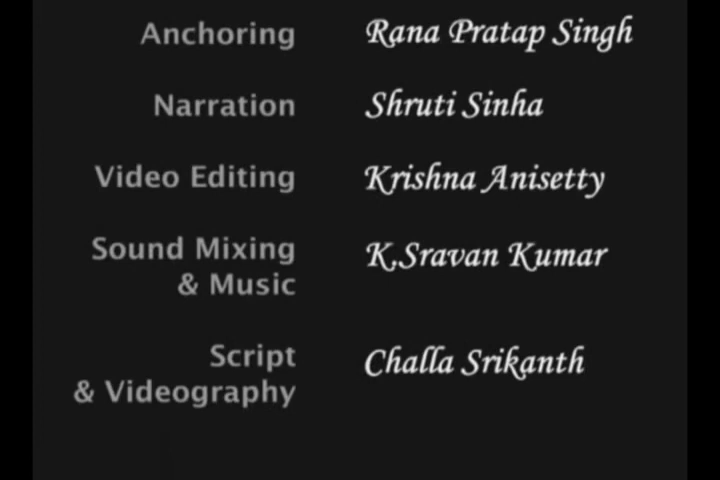 Anchoring Rana Pratap Singh
Narration Shruti Sinha
Video Editing Krishna Anisetty
Sound Mixing K.Sravan Kumar
& Music
Script Challa Srikanth
& Videography